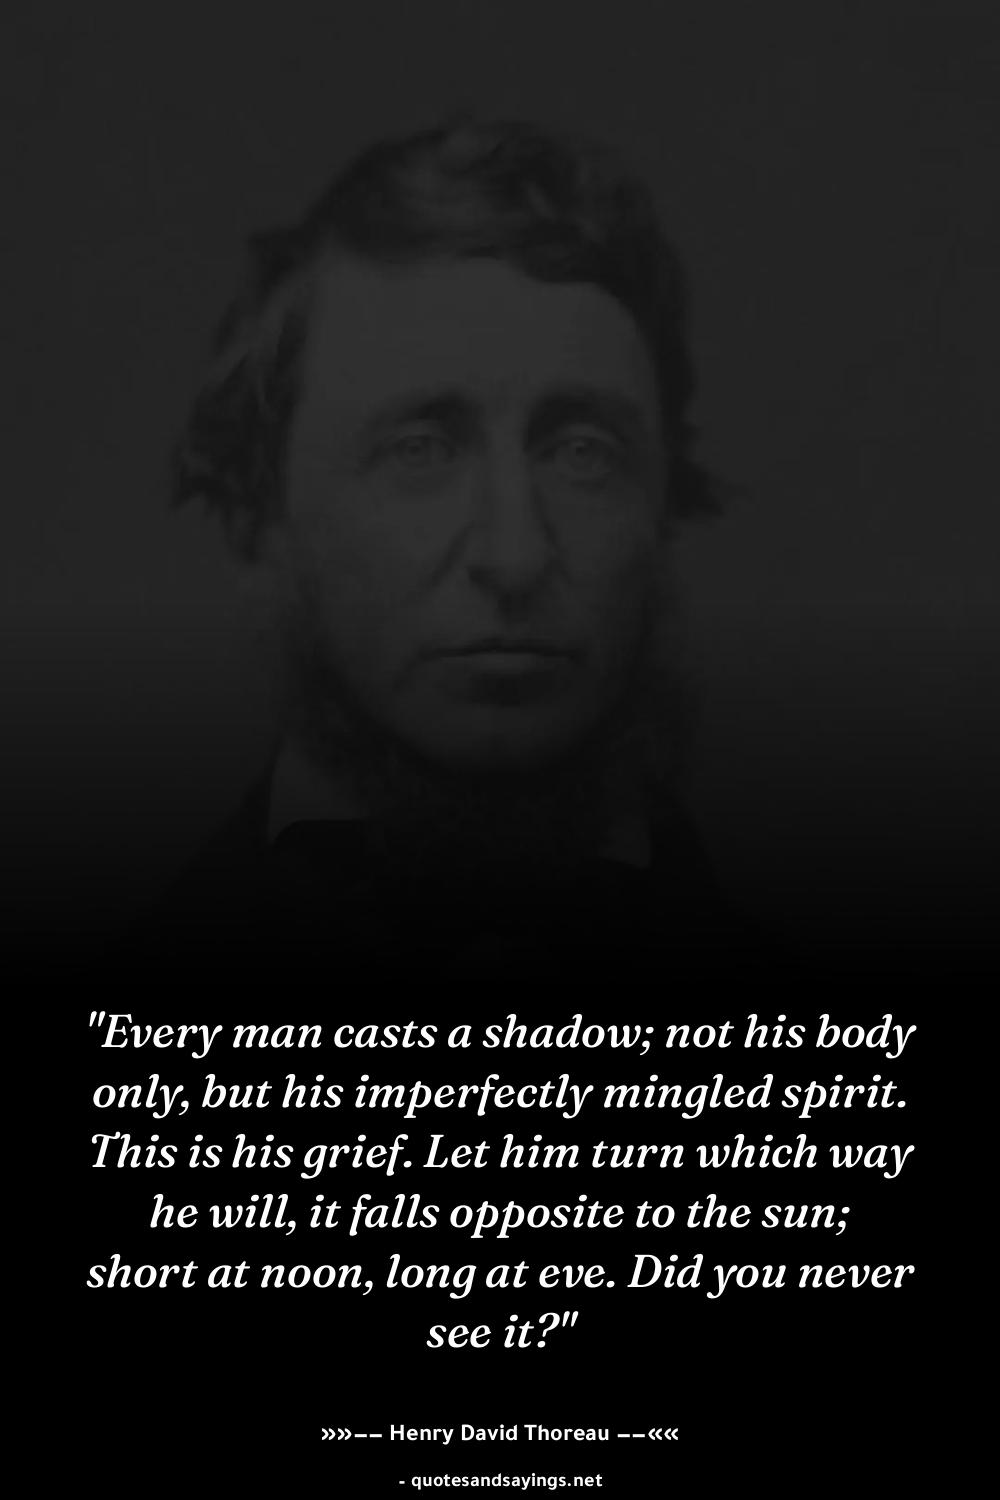 "Every man casts a shadow; not his body
only, but his imperfectly mingled spirit.
This is his grief. Let him turn which way
he will, it falls opposite to the sun;
short at noon, long at eve. Did you never
see it?"
»»–– Henry David Thoreau ––««
- quotesandsayings.net